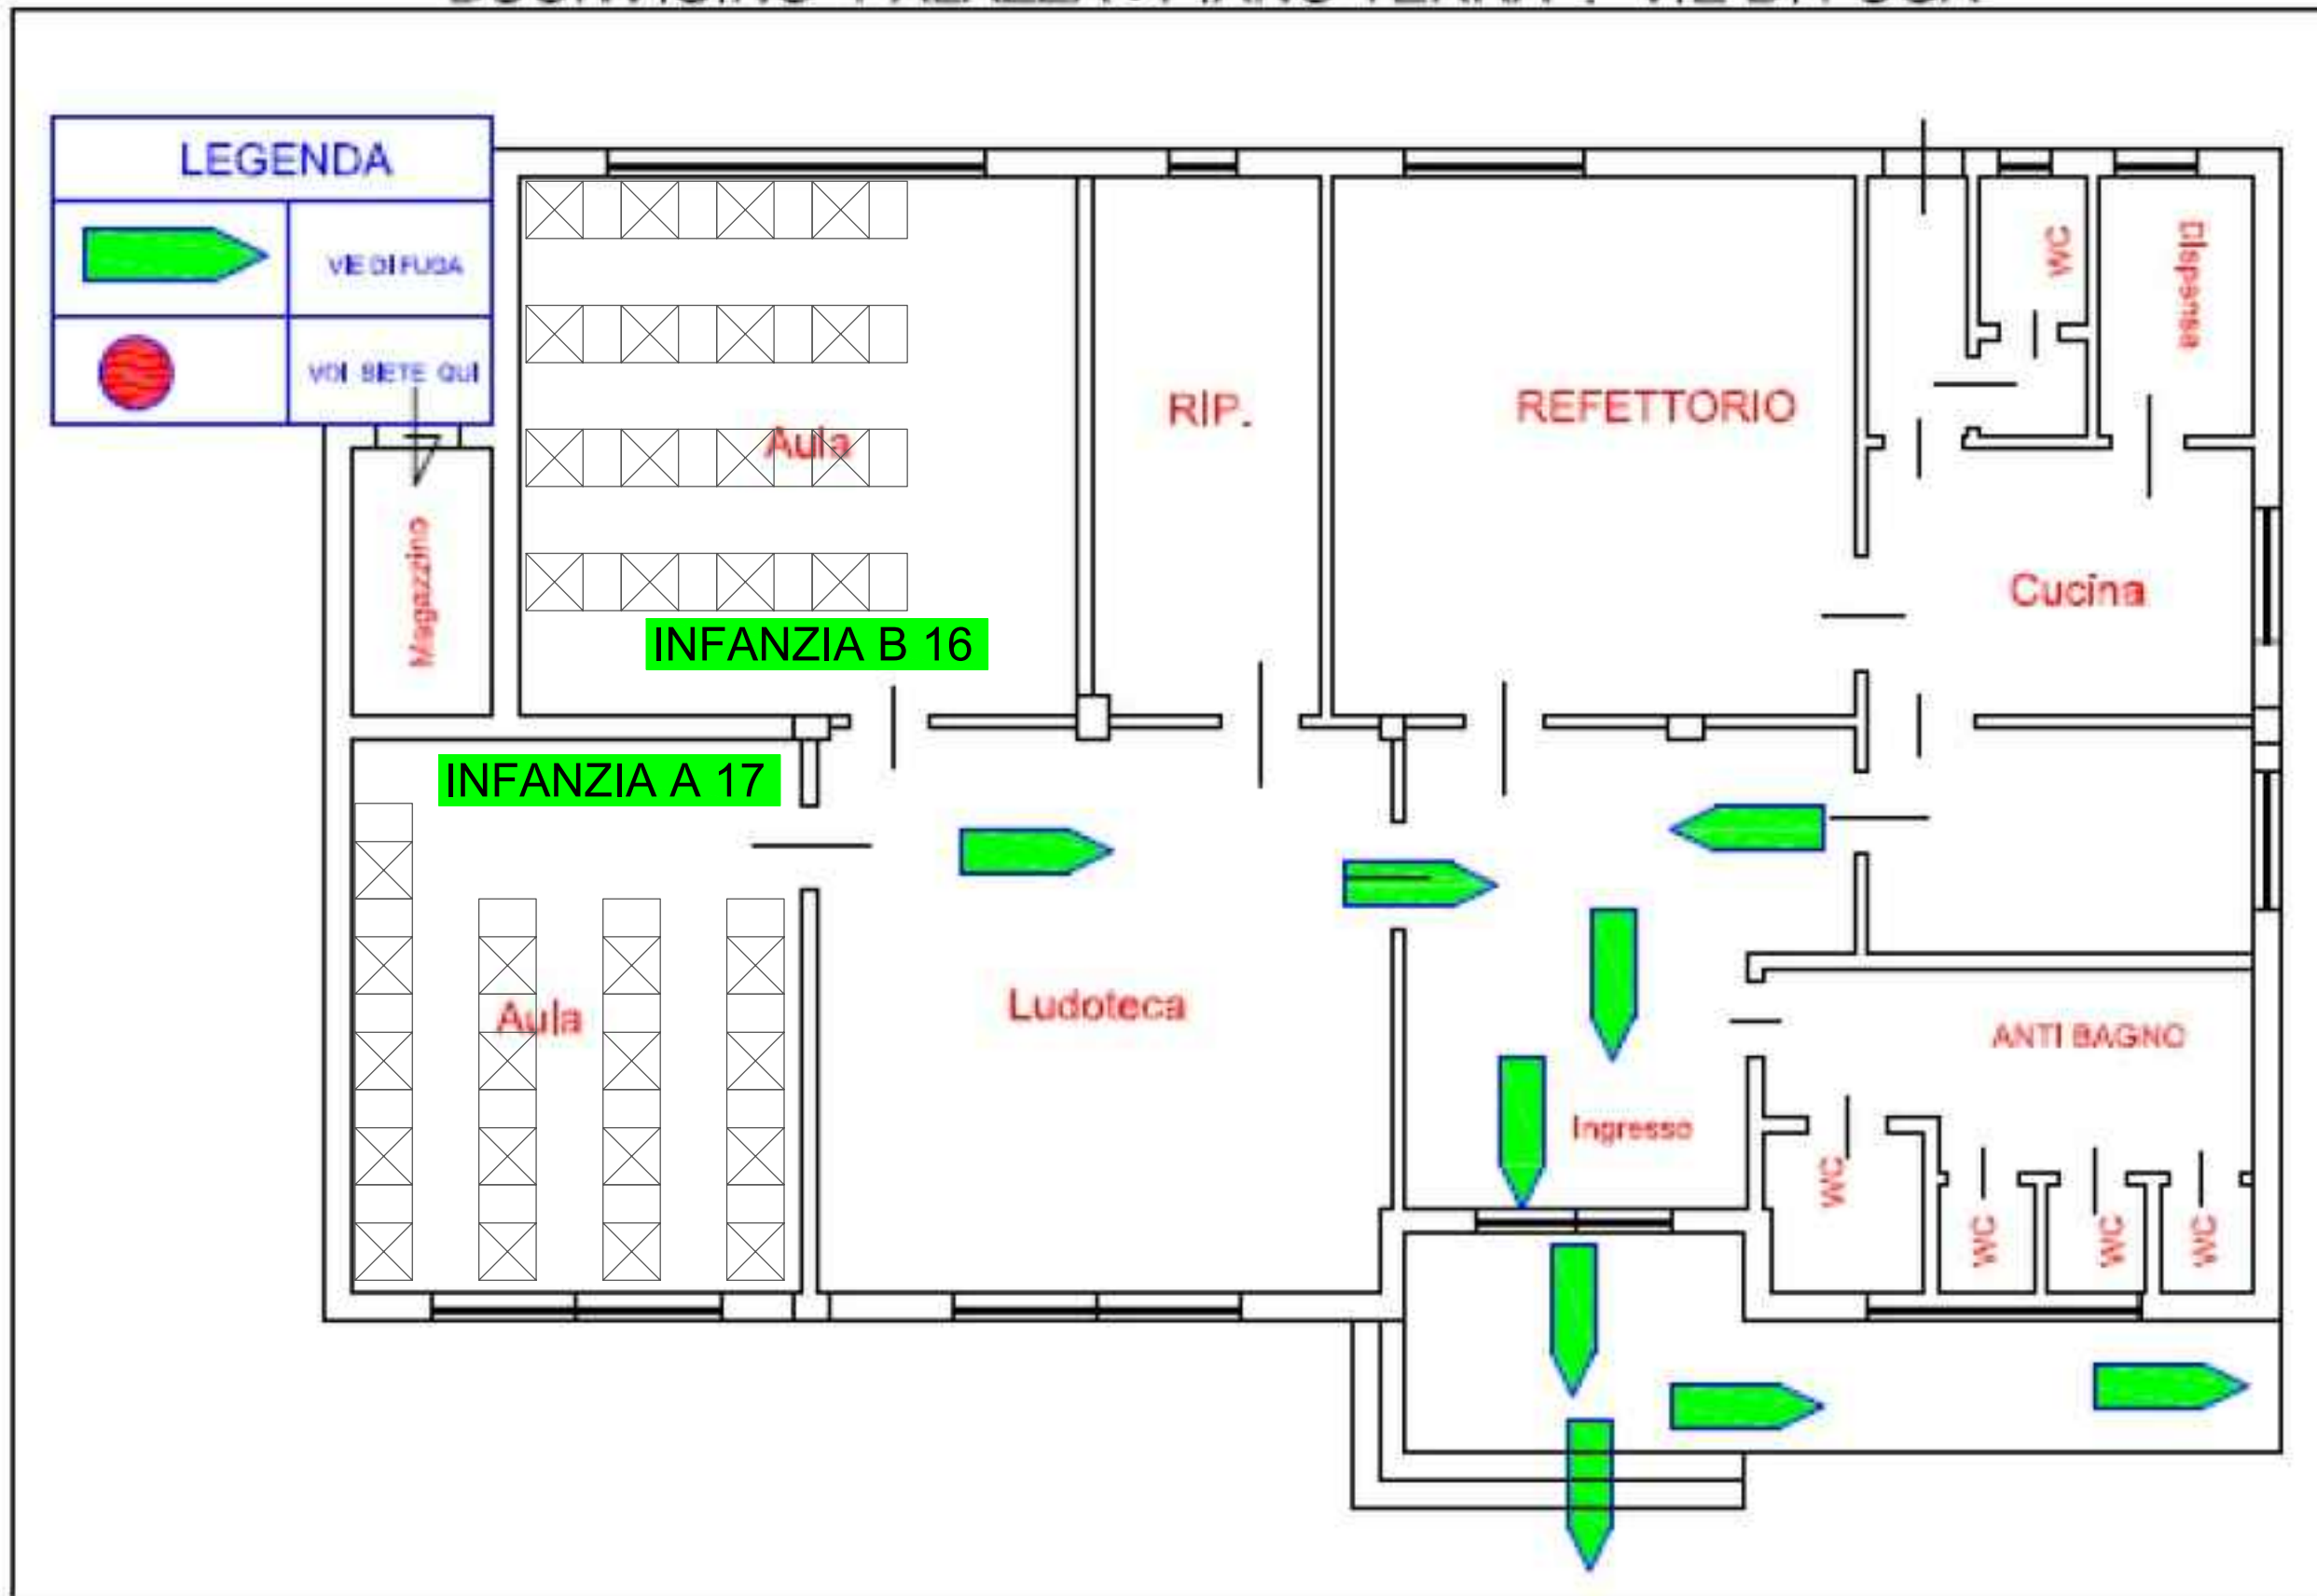 LEGENDA
VIE DI FUGA
VOI SIETE QUI
Magazzino
Aula
INFANZIA B 16
RIP.
REFETTORIO
WC
Dispensa
Cucina
INFANZIA A 17
Aula
Ludoteca
Ingresso
ANTI BAGNO
WC
WC
WC
WC